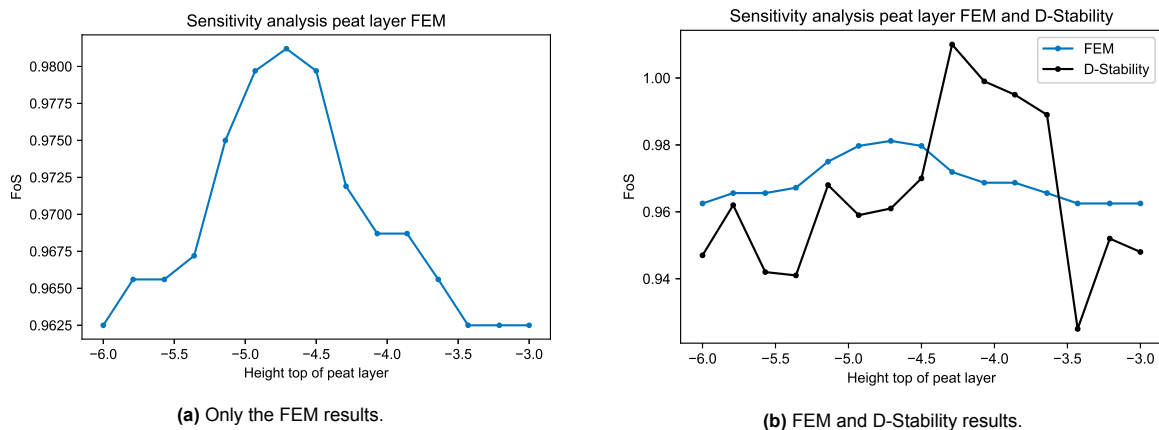 Sensitivity analysis peat layer FEM
0.9800
0.9775
0.9750
0.9725
0.9700
0.9675
0.9650
0.9625
FoS
−6.0 −5.5 −5.0 −4.5 −4.0 −3.5 −3.0
Height top of peat layer
(a) Only the FEM results.
Sensitivity analysis peat layer FEM and D-Stability
FEM
D-Stability
1.00
0.98
0.96
0.94
FoS
−6.0 −5.5 −5.0 −4.5 −4.0 −3.5 −3.0
Height top of peat layer
(b) FEM and D-Stability results.